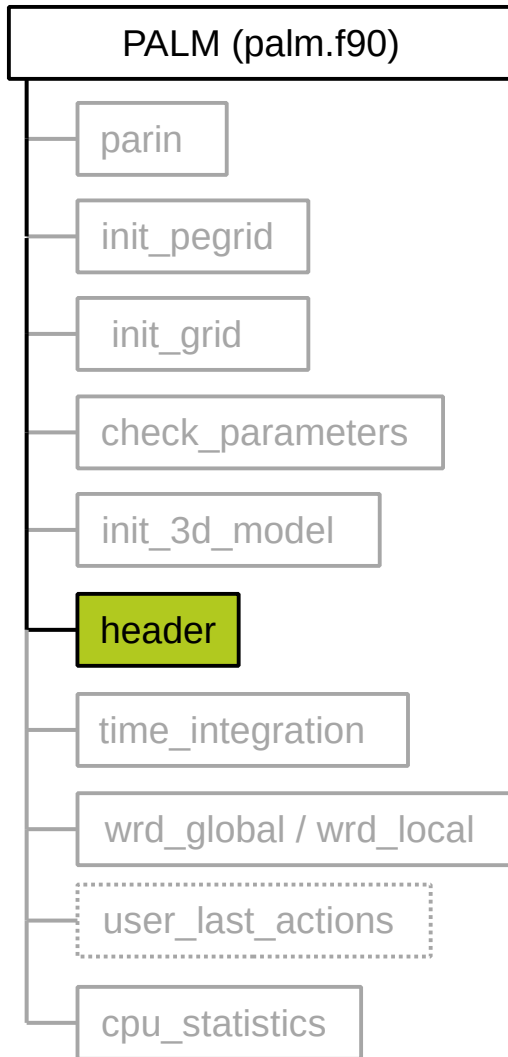 PALM (palm.f90)
parin
init_pegrid
init_grid
check_parameters
init_3d_model
header
time_integration
wrd_global / wrd_local
user_last_actions
cpu_statistics